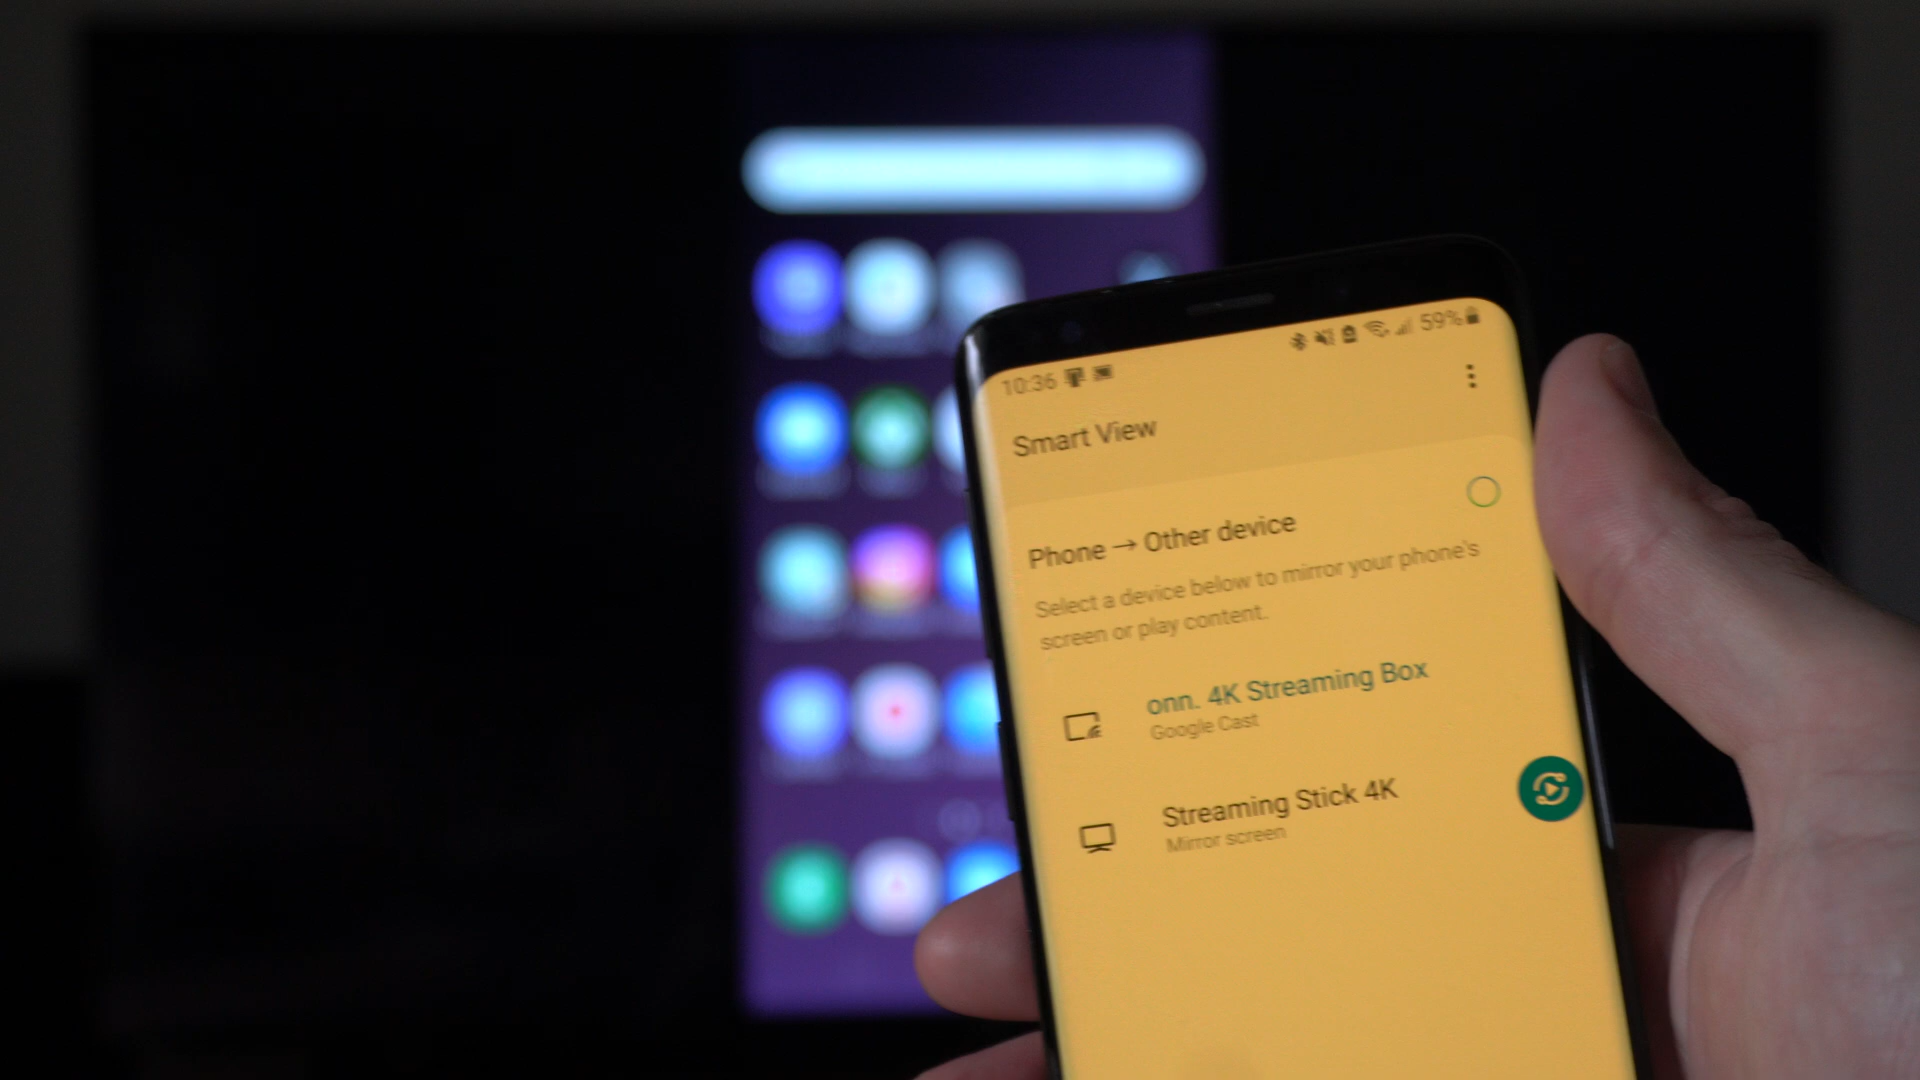 10:36 59%
Smart View
Phone → Other device
Select a device below to mirror your phone's
screen or play content.
onn. 4K Streaming Box
Google Cast
Streaming Stick 4K
Mirror screen